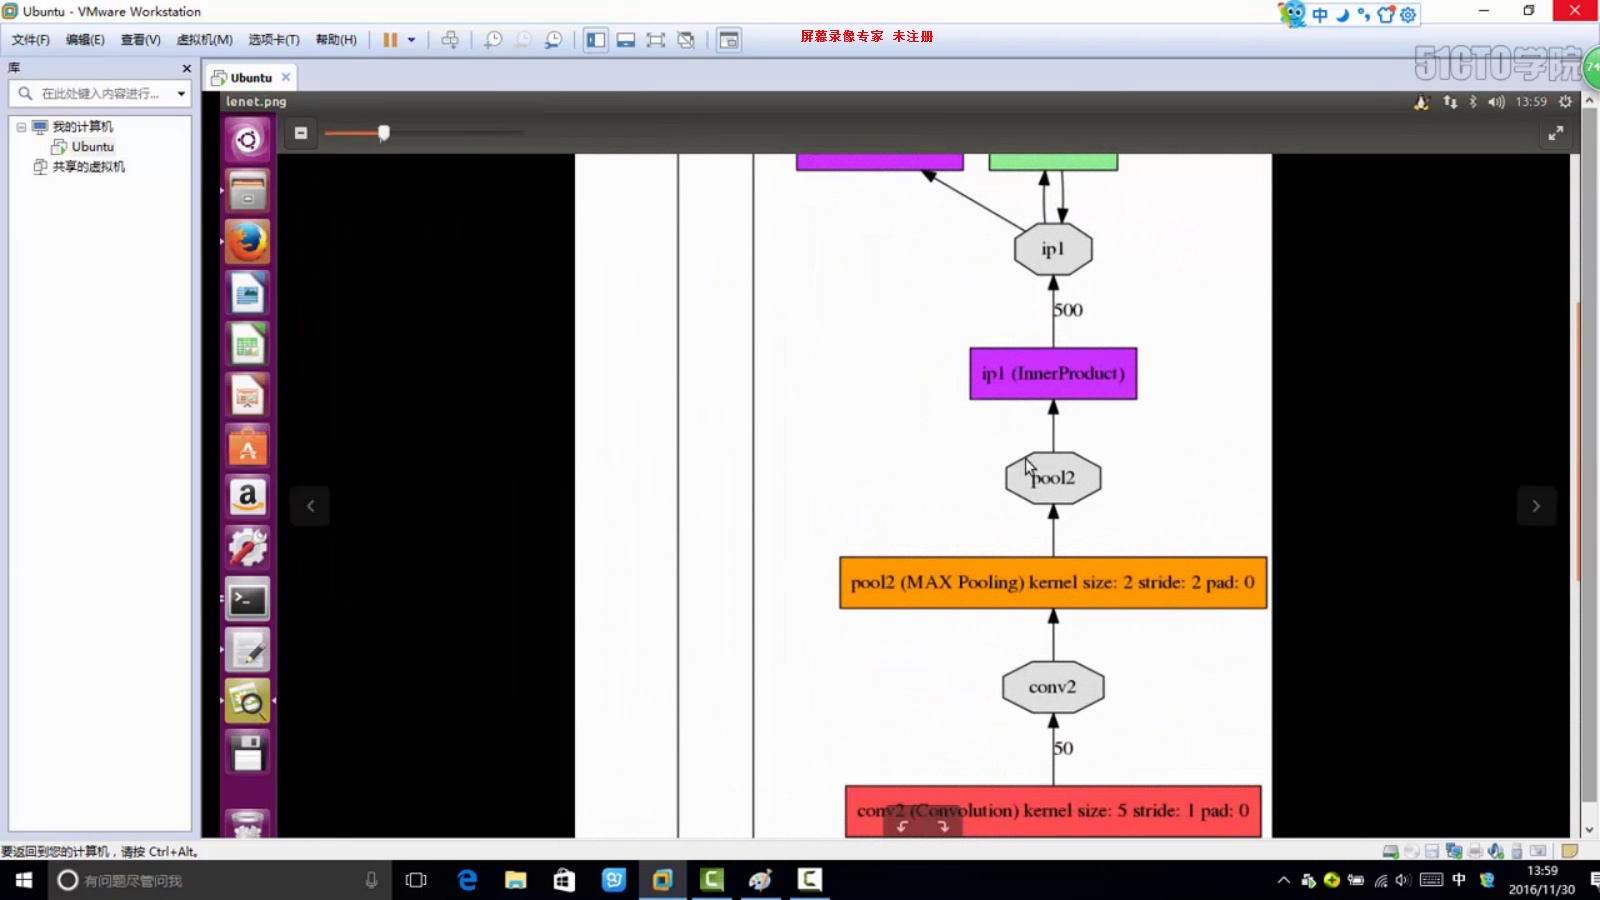 Ubuntu - VMware Workstation
中
文件(F) 编辑(E) 查看(V) 虚拟机(M) 选项卡(T) 帮助(H)
屏幕录像专家 未注册
51CTO学院
74
库
Ubuntu
在此处键入内容进行...
lenet.png
13:59
我的计算机
Ubuntu
共享的虚拟机
ip1
500
ip1 (InnerProduct)
pool2
pool2 (MAX Pooling) kernel size: 2 stride: 2 pad: 0
conv2
50
conv2 (Convolution) kernel size: 5 stride: 1 pad: 0
要返回到您的计算机，请按 Ctrl+Alt。
有问题尽管问我
中
13:59
2016/11/30